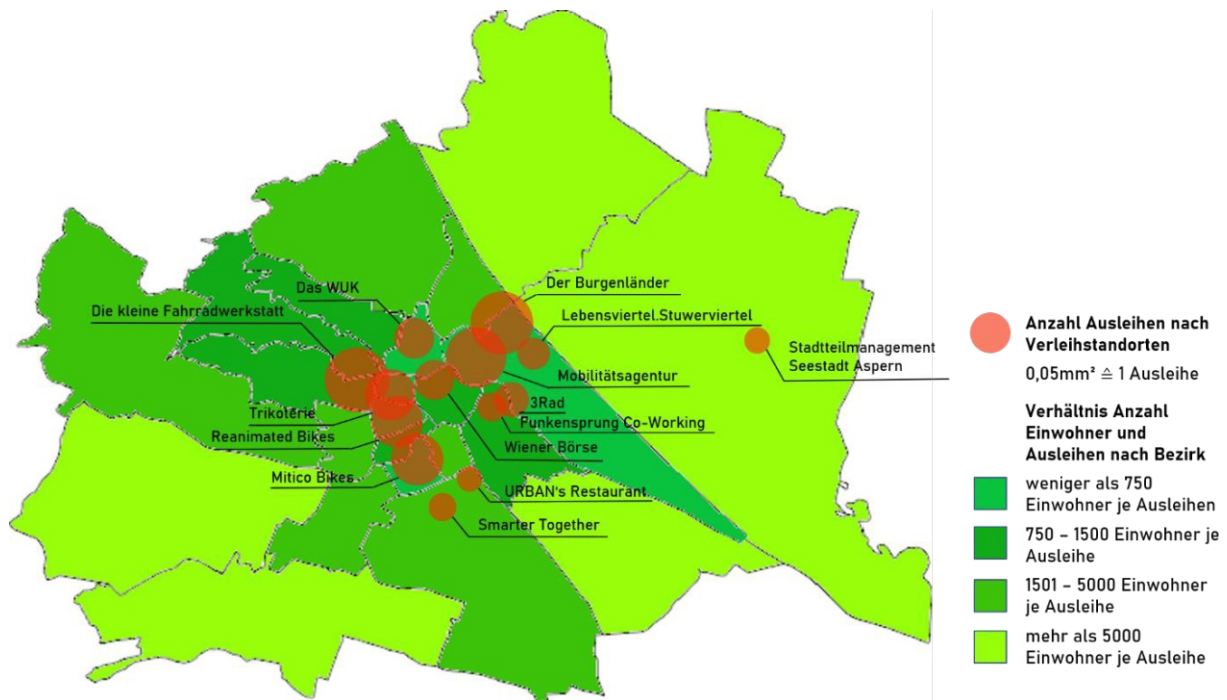 Das WUK
Die kleine Fahrradwerkstatt
Der Burgenländer
Lebensviertel.Stuwerviertel
Stadtteilmanagement
Seestadt Aspern
Mobilitätsagentur
Trikoterie
3Rad
Funkensprung Co-Working
Reanimated Bikes
Wiener Börse
Mitico Bikes
URBAN's Restaurant
Smarter Together
Anzahl Ausleihen nach
Verleihstandorten
0,05mm² ≙ 1 Ausleihe
Verhältnis Anzahl
Einwohner und
Ausleihen nach Bezirk
weniger als 750
Einwohner je Ausleihen
750 – 1500 Einwohner je
Ausleihe
1501 – 5000 Einwohner
je Ausleihe
mehr als 5000
Einwohner je Ausleihe